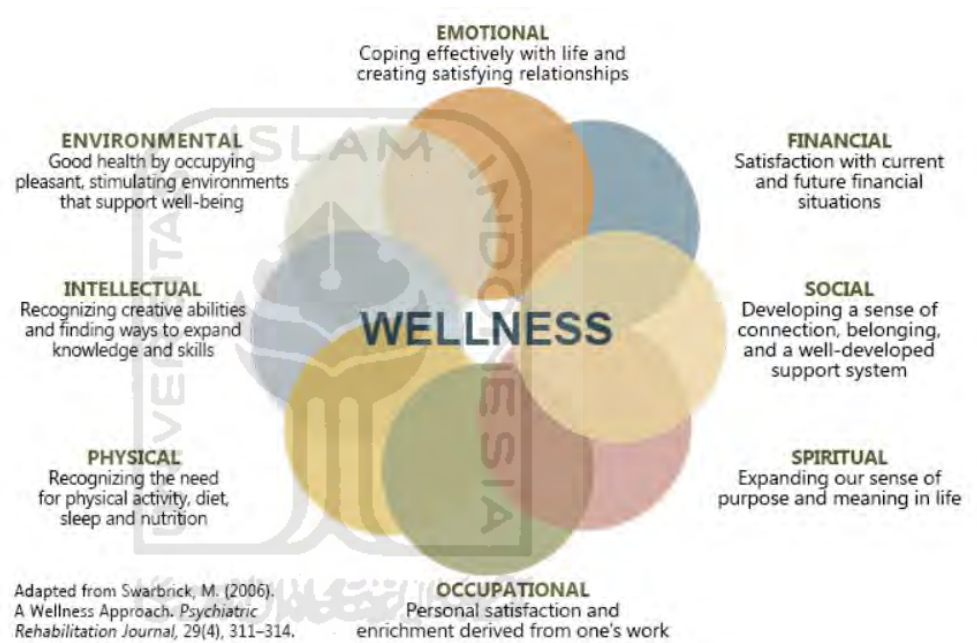 EMOTIONAL
Coping effectively with life and
creating satisfying relationships
ENVIRONMENTAL
Good health by occupying
pleasant, stimulating environments
that support well-being
FINANCIAL
Satisfaction with current
and future financial
situations
INTELLECTUAL
Recognizing creative abilities
and finding ways to expand
knowledge and skills
WELLNESS
SOCIAL
Developing a sense of
connection, belonging,
and a well-developed
support system
PHYSICAL
Recognizing the need
for physical activity, diet,
sleep and nutrition
SPIRITUAL
Expanding our sense of
purpose and meaning in life
OCCUPATIONAL
Personal satisfaction and
enrichment derived from one's work
Adapted from Swarbrick, M. (2006).
A Wellness Approach. Psychiatric
Rehabilitation Journal, 29(4), 311–314.
UNIVERSITAS
ISLAM
INDONESIA